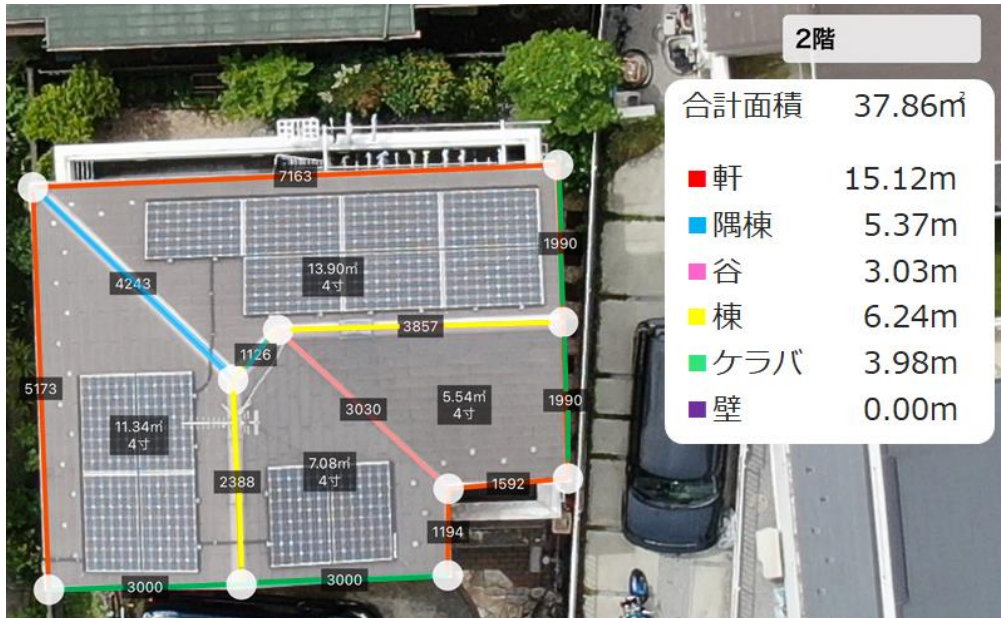 2階
合計面積 37.86㎡
軒 15.12m
隅棟 5.37m
谷 3.03m
棟 6.24m
ケラバ 3.98m
壁 0.00m
7163
1990
13.90㎡
4寸
4243
3857
1126
5173
3030
5.54㎡
4寸
1990
11.34㎡
4寸
7.08㎡
4寸
2388
1592
1194
3000
3000